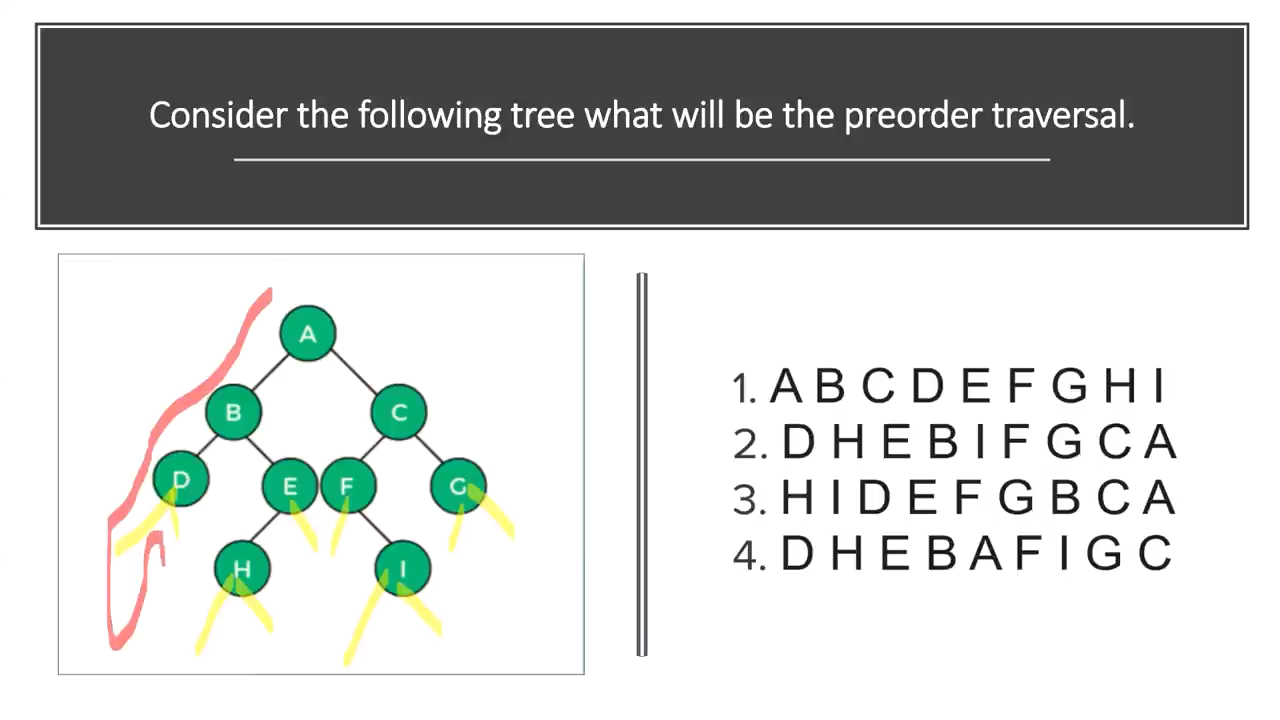 Consider the following tree what will be the preorder traversal.
A
B C
D E F G
H I
1. A B C D E F G H I
2. D H E B I F G C A
3. H I D E F G B C A
4. D H E B A F I G C